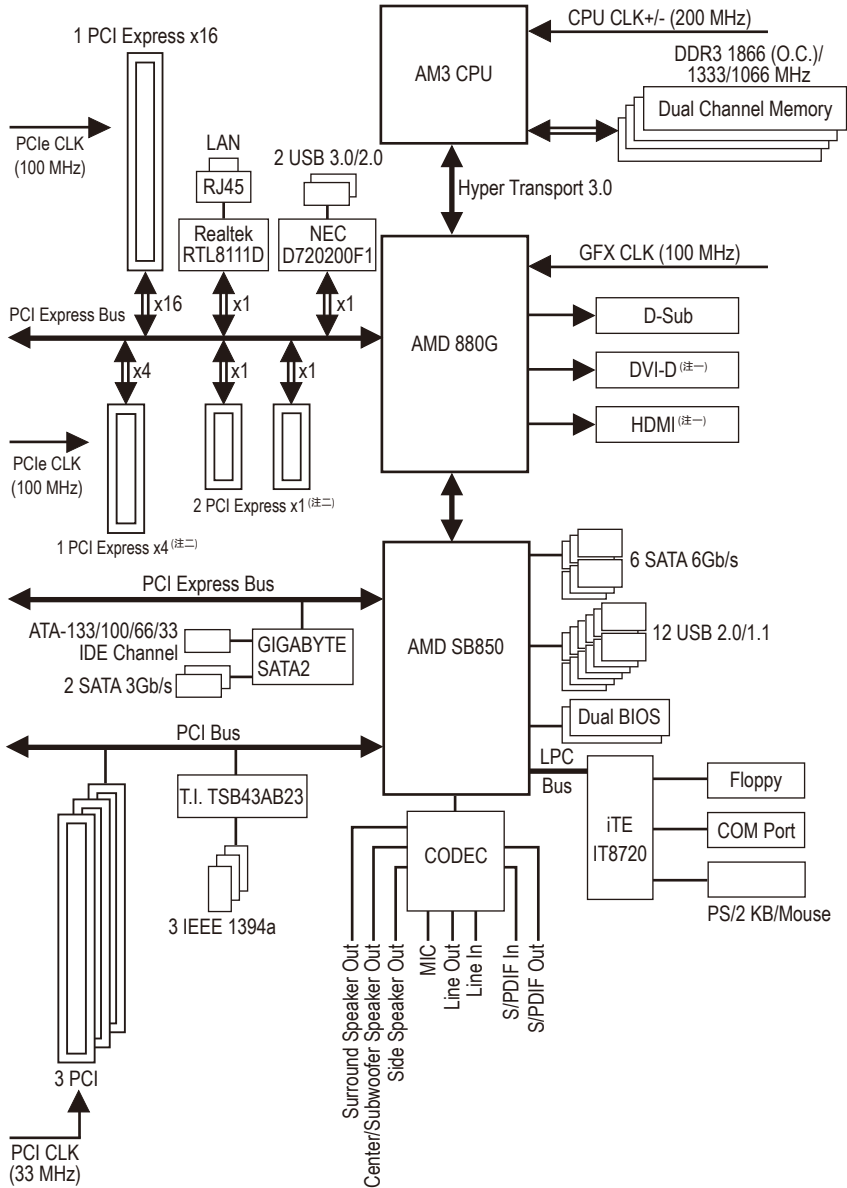 1 PCI Express x16
CPU CLK+/- (200 MHz)
AM3 CPU
DDR3 1866 (O.C.)/
1333/1066 MHz
Dual Channel Memory
PCIe CLK
(100 MHz)
LAN
RJ45
2 USB 3.0/2.0
Hyper Transport 3.0
Realtek
RTL8111D
NEC
D720200F1
GFX CLK (100 MHz)
x16
x1
x1
PCI Express Bus
AMD 880G
D-Sub
DVI-D (注一)
HDMI (注一)
x4
x1
x1
PCIe CLK
(100 MHz)
2 PCI Express x1 (注二)
1 PCI Express x4 (注二)
PCI Express Bus
AMD SB850
6 SATA 6Gb/s
ATA-133/100/66/33
IDE Channel
GIGABYTE
SATA2
2 SATA 3Gb/s
12 USB 2.0/1.1
Dual BIOS
PCI Bus
LPC
Bus
T.I. TSB43AB23
CODEC
iTE
IT8720
Floppy
COM Port
PS/2 KB/Mouse
3 IEEE 1394a
Surround Speaker Out
Center/Subwoofer Speaker Out
Side Speaker Out
MIC
Line Out
Line In
S/PDIF In
S/PDIF Out
3 PCI
PCI CLK
(33 MHz)